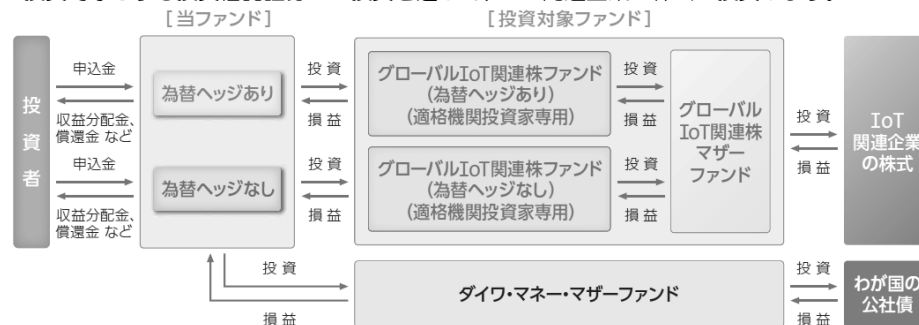 [当ファンド]
[投資対象ファンド]
投資者
申込金
収益分配金、
償還金 など
申込金
収益分配金、
償還金 など
為替ヘッジあり
為替ヘッジなし
投資
損益
投資
損益
グローバルIoT関連株ファンド
(為替ヘッジあり)
(適格機関投資家専用)
グローバルIoT関連株ファンド
(為替ヘッジなし)
(適格機関投資家専用)
投資
損益
投資
損益
グローバル
IoT関連株
マザー
ファンド
投資
損益
IoT
関連企業
の株式
投資
損益
ダイワ・マネー・マザーファンド
投資
損益
わが国の
公社債